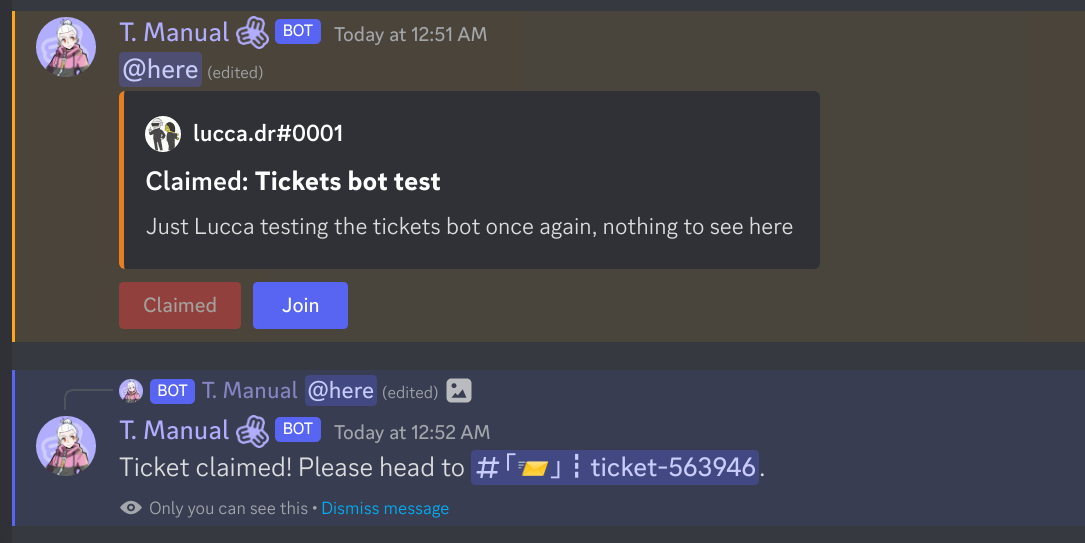 T. Manual BOT Today at 12:51 AM
@here (edited)
lucca.dr#0001
Claimed: Tickets bot test
Just Lucca testing the tickets bot once again, nothing to see here
Claimed Join
BOT T. Manual @here (edited)
T. Manual BOT Today at 12:52 AM
Ticket claimed! Please head to #「📨」┋ticket-563946.
Only you can see this • Dismiss message